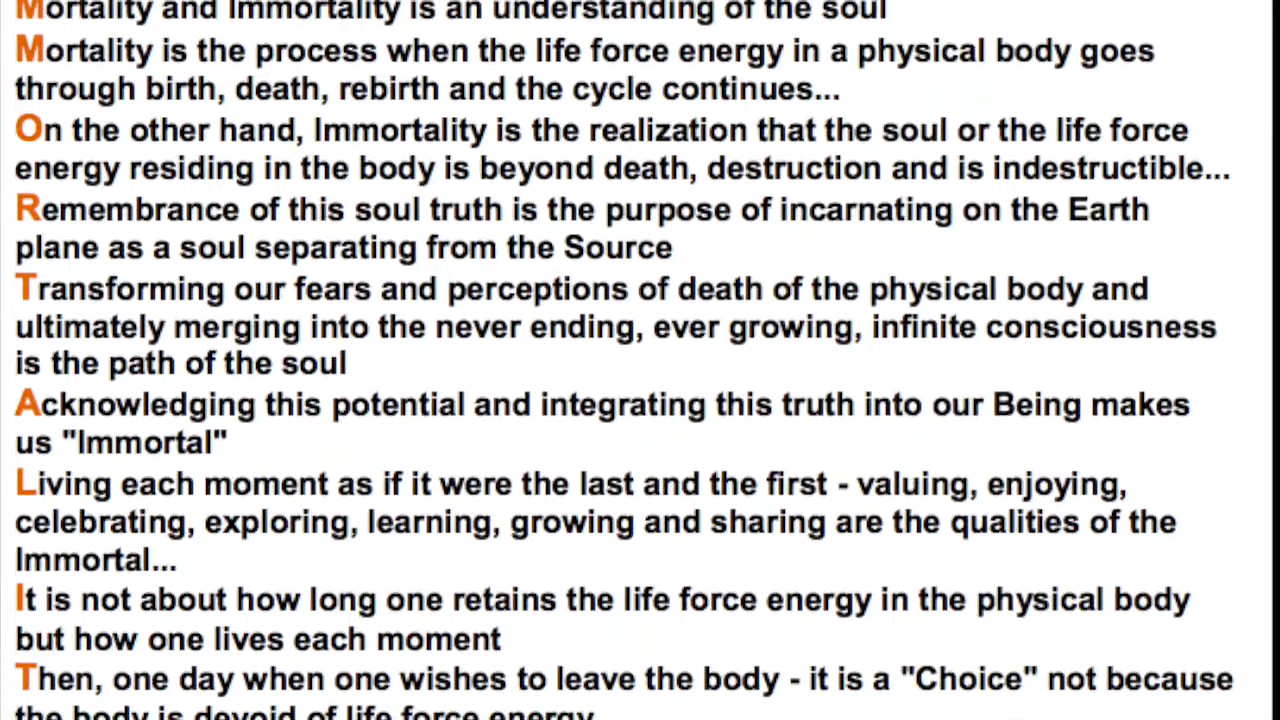 Mortality and Immortality is an understanding of the soul
Mortality is the process when the life force energy in a physical body goes
through birth, death, rebirth and the cycle continues...
On the other hand, Immortality is the realization that the soul or the life force
energy residing in the body is beyond death, destruction and is indestructible...
Remembrance of this soul truth is the purpose of incarnating on the Earth
plane as a soul separating from the Source
Transforming our fears and perceptions of death of the physical body and
ultimately merging into the never ending, ever growing, infinite consciousness
is the path of the soul
Acknowledging this potential and integrating this truth into our Being makes
us "Immortal"
Living each moment as if it were the last and the first - valuing, enjoying,
celebrating, exploring, learning, growing and sharing are the qualities of the
Immortal...
It is not about how long one retains the life force energy in the physical body
but how one lives each moment
Then, one day when one wishes to leave the body - it is a "Choice" not because
the body is devoid of life force energy